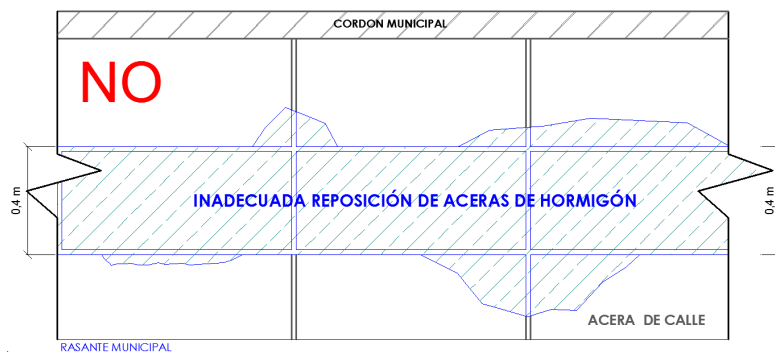 CORDON MUNICIPAL
NO
0,4 m
INADECUADA REPOSICIÓN DE ACERAS DE HORMIGÓN
0,4 m
ACERA DE CALLE
RASANTE MUNICIPAL